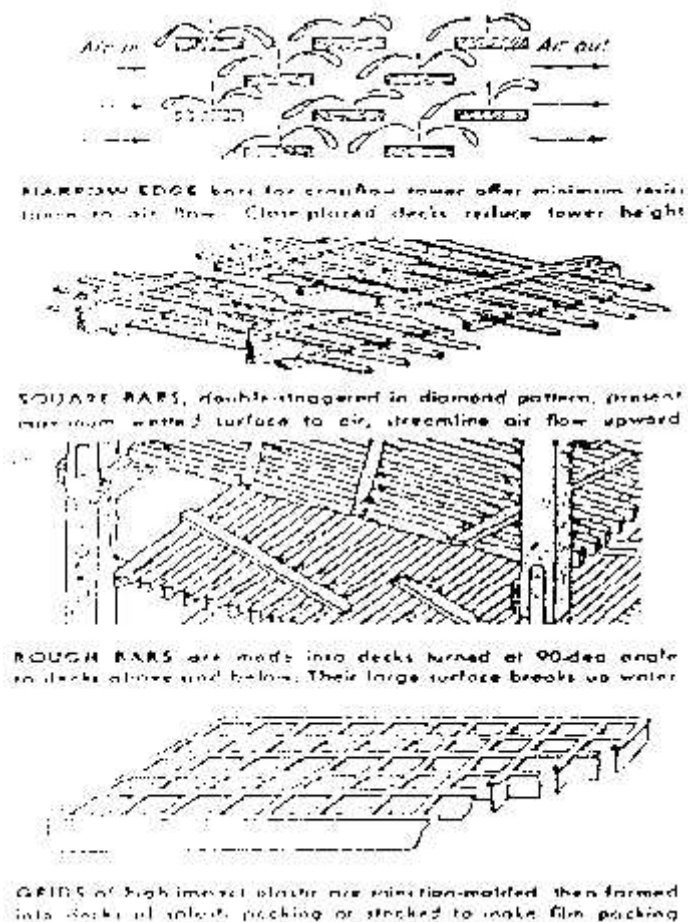 Air in
Air out
NARROW EDGE bars for crossflow tower offer minimum resis
tance to air flow. Close-placed decks reduce tower height
SQUARE BARS, double-staggered in diamond pattern, present
maximum wetted surface to air, streamline air flow upward
ROUGH BARS are made into decks turned at 90-deg angle
to decks above and below. Their large surface breaks up water
GRIDS of high impact plastic are injection-molded, then formed
into decks of splash packing or stacked to make film packing